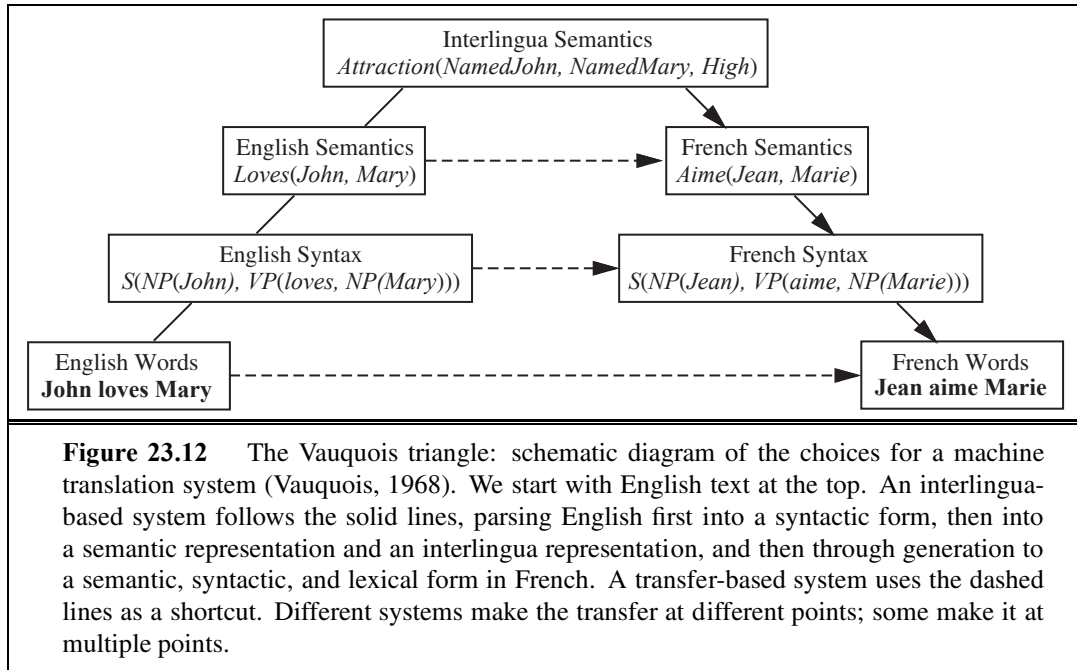 Interlingua Semantics
Attraction(NamedJohn, NamedMary, High)
English Semantics
Loves(John, Mary)
French Semantics
Aime(Jean, Marie)
English Syntax
S(NP(John), VP(loves, NP(Mary)))
French Syntax
S(NP(Jean), VP(aime, NP(Marie)))
English Words
John loves Mary
French Words
Jean aime Marie
Figure 23.12 The Vauquois triangle: schematic diagram of the choices for a machine
translation system (Vauquois, 1968). We start with English text at the top. An interlingua-
based system follows the solid lines, parsing English first into a syntactic form, then into
a semantic representation and an interlingua representation, and then through generation to
a semantic, syntactic, and lexical form in French. A transfer-based system uses the dashed
lines as a shortcut. Different systems make the transfer at different points; some make it at
multiple points.